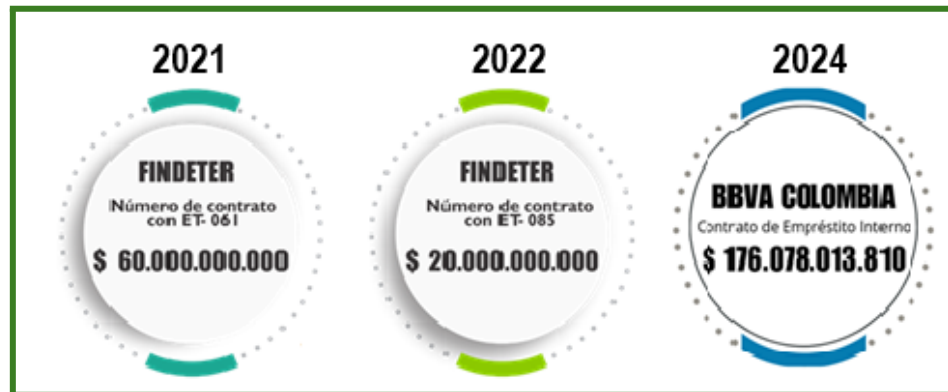 2021
FINDETER
Número de contrato
con ET- 061
$ 60.000.000.000
2022
FINDETER
Número de contrato
con ET- 085
$ 20.000.000.000
2024
BBVA COLOMBIA
Contrato de Empréstito Interno
$ 176.078.013.810